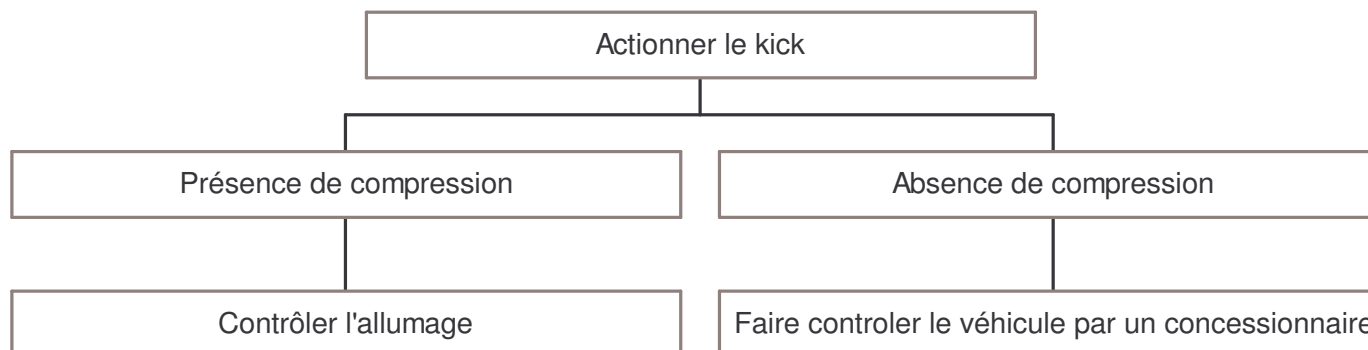 Actionner le kick
Présence de compression
Absence de compression
Contrôler l'allumage
Faire controler le véhicule par un concessionnaire